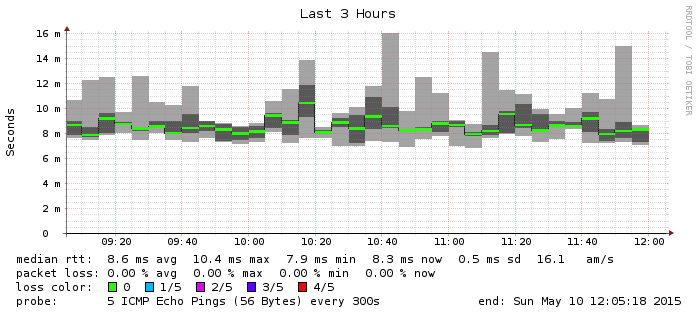 Last 3 Hours
RRDTOOL / TOBI OETIKER
Seconds
16 m
14 m
12 m
10 m
8 m
6 m
4 m
2 m
0
09:20 09:40 10:00 10:20 10:40 11:00 11:20 11:40 12:00
median rtt: 8.6 ms avg 10.4 ms max 7.9 ms min 8.3 ms now 0.5 ms sd 16.1 am/s
packet loss: 0.00 % avg 0.00 % max 0.00 % min 0.00 % now
loss color: 0 1/5 2/5 3/5 4/5
probe: 5 ICMP Echo Pings (56 Bytes) every 300s end: Sun May 10 12:05:18 2015